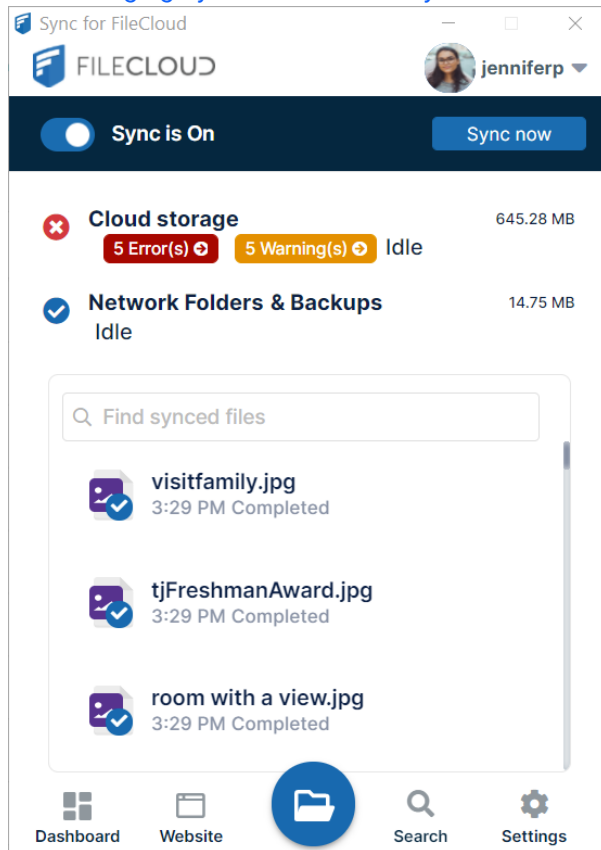 Sync for FileCloud
FILECLOUD
jenniferp
Sync is On
Sync now
Cloud storage
645.28 MB
5 Error(s)
5 Warning(s)
Idle
Network Folders & Backups
14.75 MB
Idle
Find synced files
visitfamily.jpg
3:29 PM Completed
tjFreshmanAward.jpg
3:29 PM Completed
room with a view.jpg
3:29 PM Completed
Dashboard
Website
Search
Settings